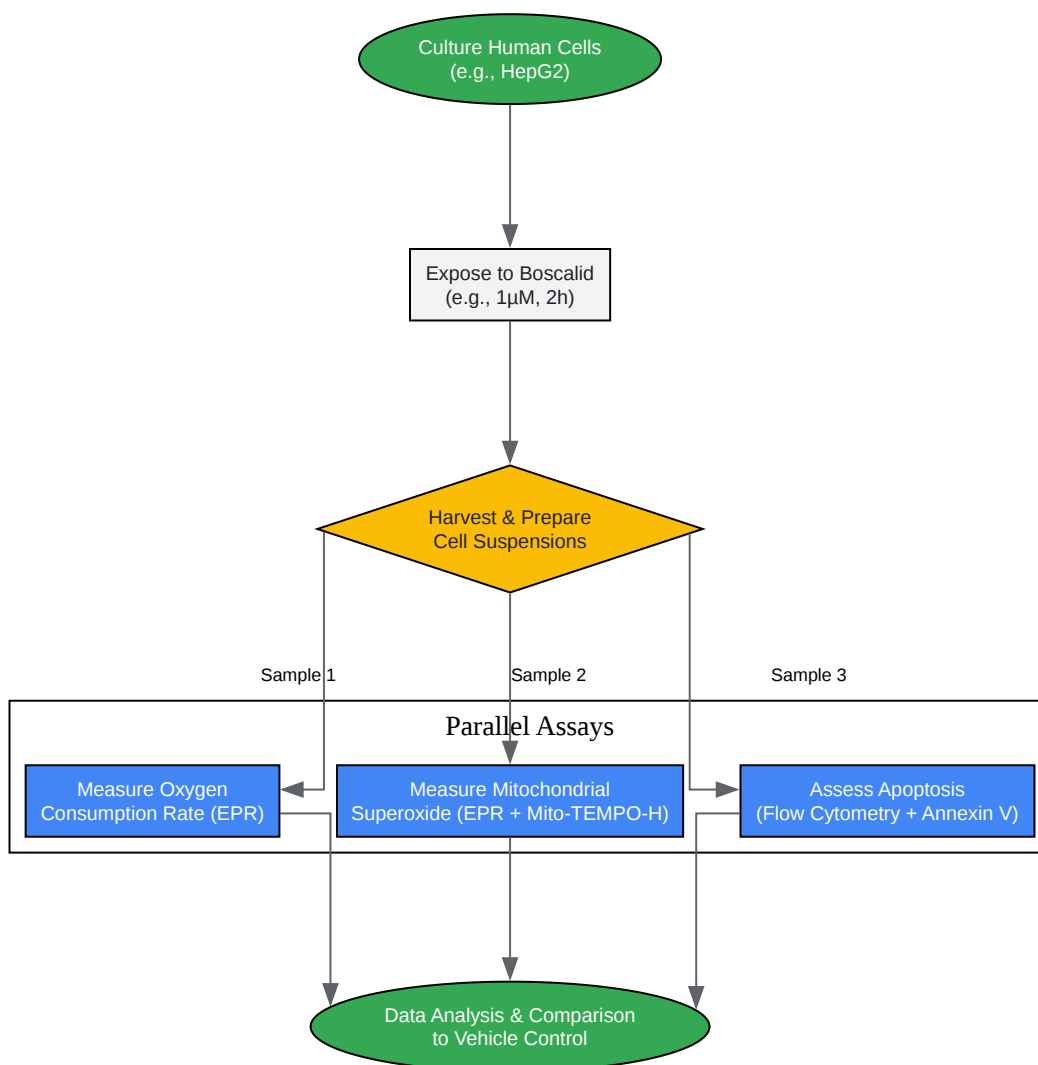 Culture Human Cells
(e.g., HepG2)
Expose to Boscalid
(e.g., 1µM, 2h)
Harvest & Prepare
Cell Suspensions
Sample 1
Sample 2
Sample 3
Parallel Assays
Measure Oxygen
Consumption Rate (EPR)
Measure Mitochondrial
Superoxide (EPR + Mito-TEMPO-H)
Assess Apoptosis
(Flow Cytometry + Annexin V)
Data Analysis & Comparison
to Vehicle Control